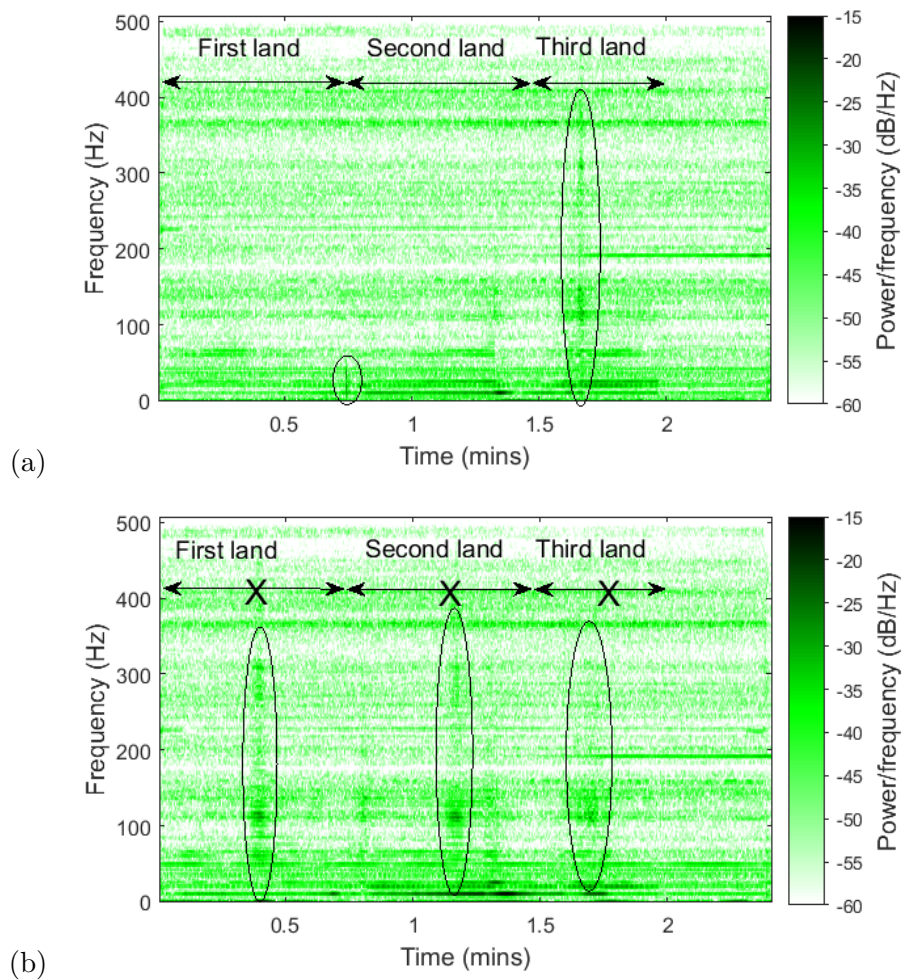 First land Second land Third land
500
400
300
200
100
0
Frequency (Hz)
0.5 1 1.5 2
Time (mins)
-15
-20
-25
-30
-35
-40
-45
-50
-55
-60
Power/frequency (dB/Hz)
(a)
First land Second land Third land
X X X
500
400
300
200
100
0
Frequency (Hz)
0.5 1 1.5 2
Time (mins)
-15
-20
-25
-30
-35
-40
-45
-50
-55
-60
Power/frequency (dB/Hz)
(b)